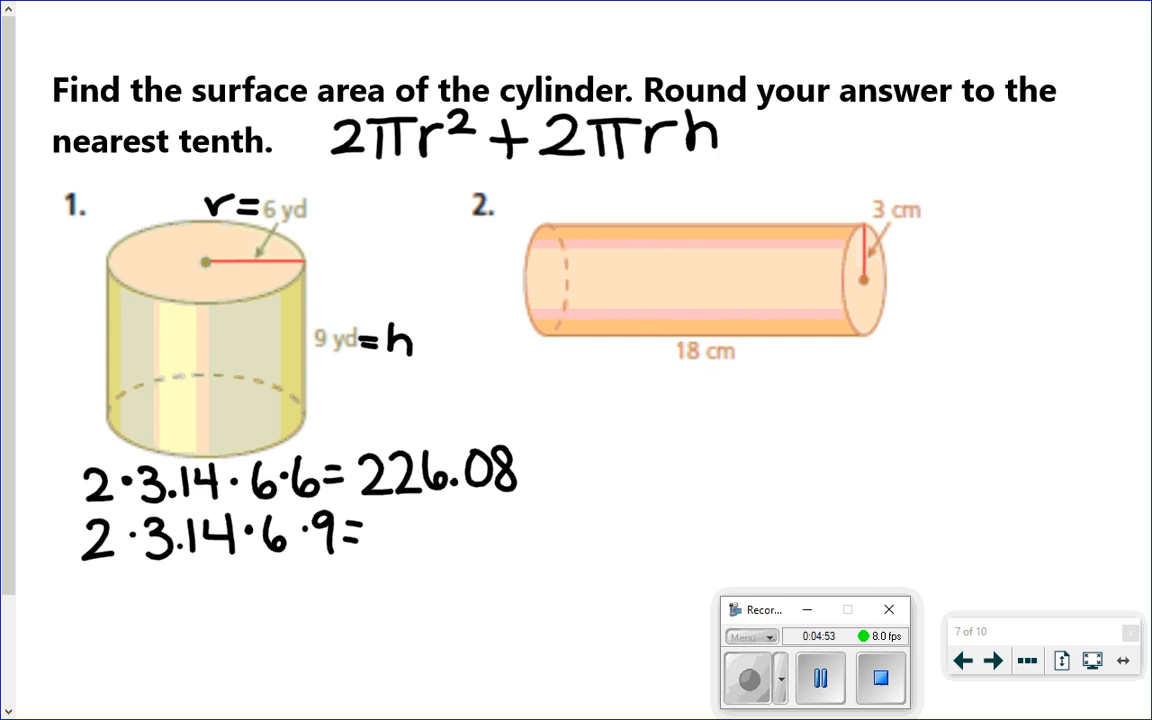 Find the surface area of the cylinder. Round your answer to the
nearest tenth. 2πr² + 2πrh
1. r= 6 yd 2. 3 cm
9 yd = h
18 cm
2·3.14·6·6= 226.08
2·3.14·6·9=
Recor...
Menu 0:04:53 8.0 fps
7 of 10